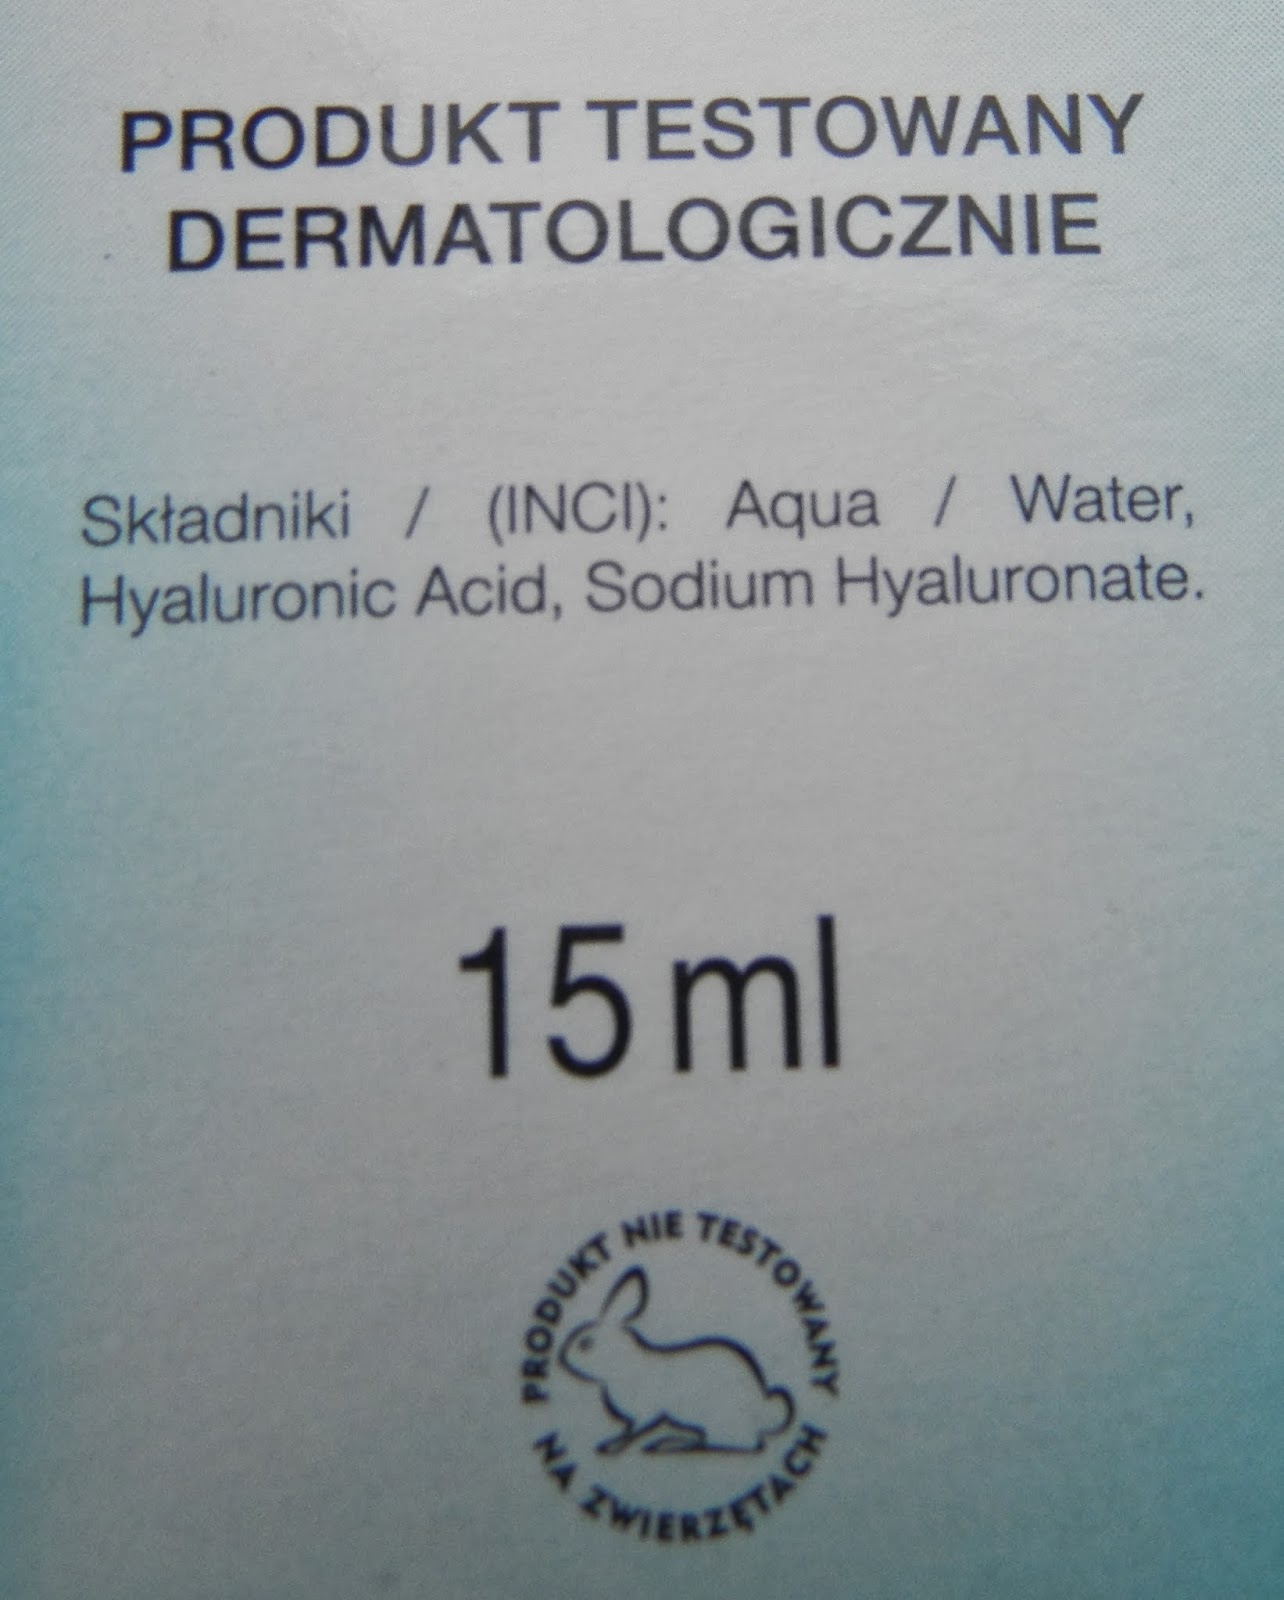 PRODUKT TESTOWANY
DERMATOLOGICZNIE
Składniki / (INCI): Aqua / Water,
Hyaluronic Acid, Sodium Hyaluronate.
15 ml
PRODUKT NIE TESTOWANY
NA ZWIERZĘTACH